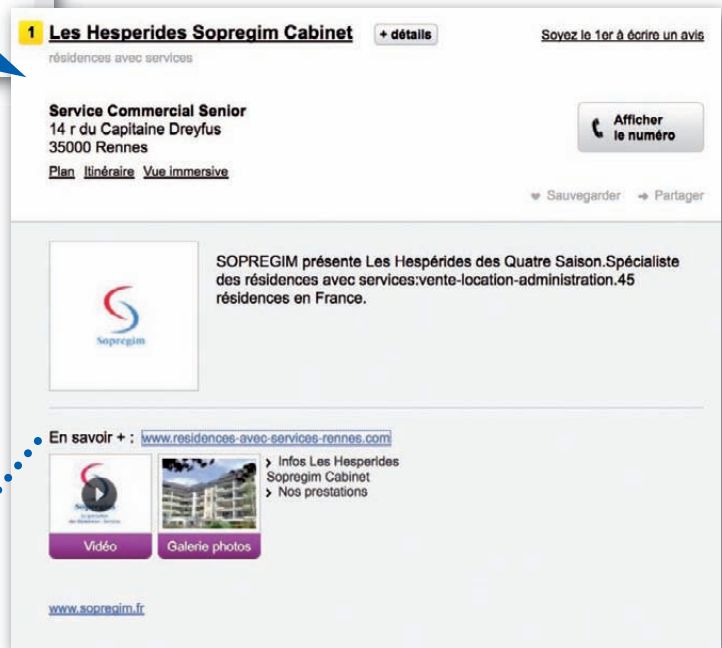 1 Les Hesperides Sopregim Cabinet + détails Soyez le 1er à écrire un avis
résidences avec services
Service Commercial Senior
14 r du Capitaine Dreyfus
35000 Rennes
Plan Itinéraire Vue immersive
Afficher
le numéro
Sauvegarder Partager
Sopregim
SOPREGIM présente Les Hespérides des Quatre Saison.Spécialiste
des résidences avec services:vente-location-administration.45
résidences en France.
En savoir + : www.residences-avec-services-rennes.com
Vidéo
Galerie photos
> Infos Les Hesperides
Sopregim Cabinet
> Nos prestations
www.sopregim.fr